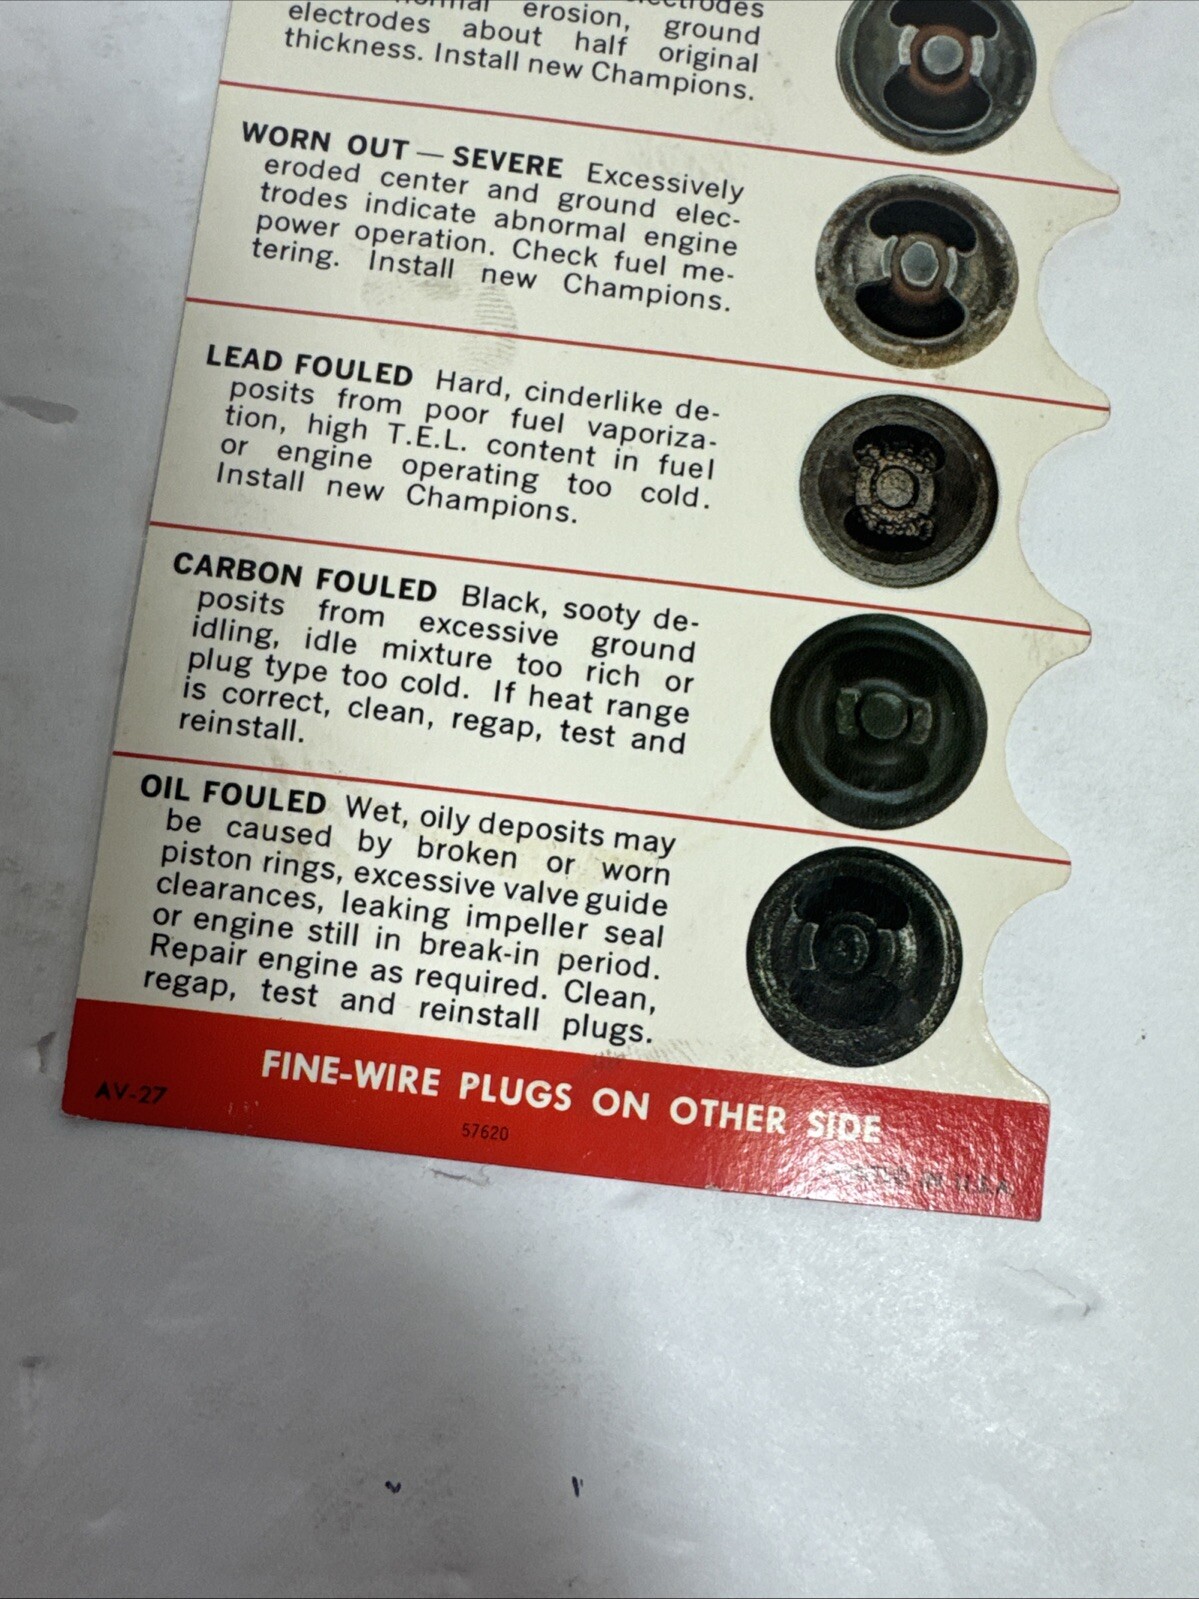 erosion, ground
electrodes about half original
thickness. Install new Champions.
WORN OUT — SEVERE Excessively
eroded center and ground elec-
trodes indicate abnormal engine
power operation. Check fuel me-
tering. Install new Champions.
LEAD FOULED Hard, cinderlike de-
posits from poor fuel vaporiza-
tion, high T.E.L. content in fuel
or engine operating too cold.
Install new Champions.
CARBON FOULED Black, sooty de-
posits from excessive ground
idling, idle mixture too rich or
plug type too cold. If heat range
is correct, clean, regap, test and
reinstall.
OIL FOULED Wet, oily deposits may
be caused by broken or worn
piston rings, excessive valve guide
clearances, leaking impeller seal
or engine still in break-in period.
Repair engine as required. Clean,
regap, test and reinstall plugs.
FINE-WIRE PLUGS ON OTHER SIDE
AV-27
57620
IN U.S.A.